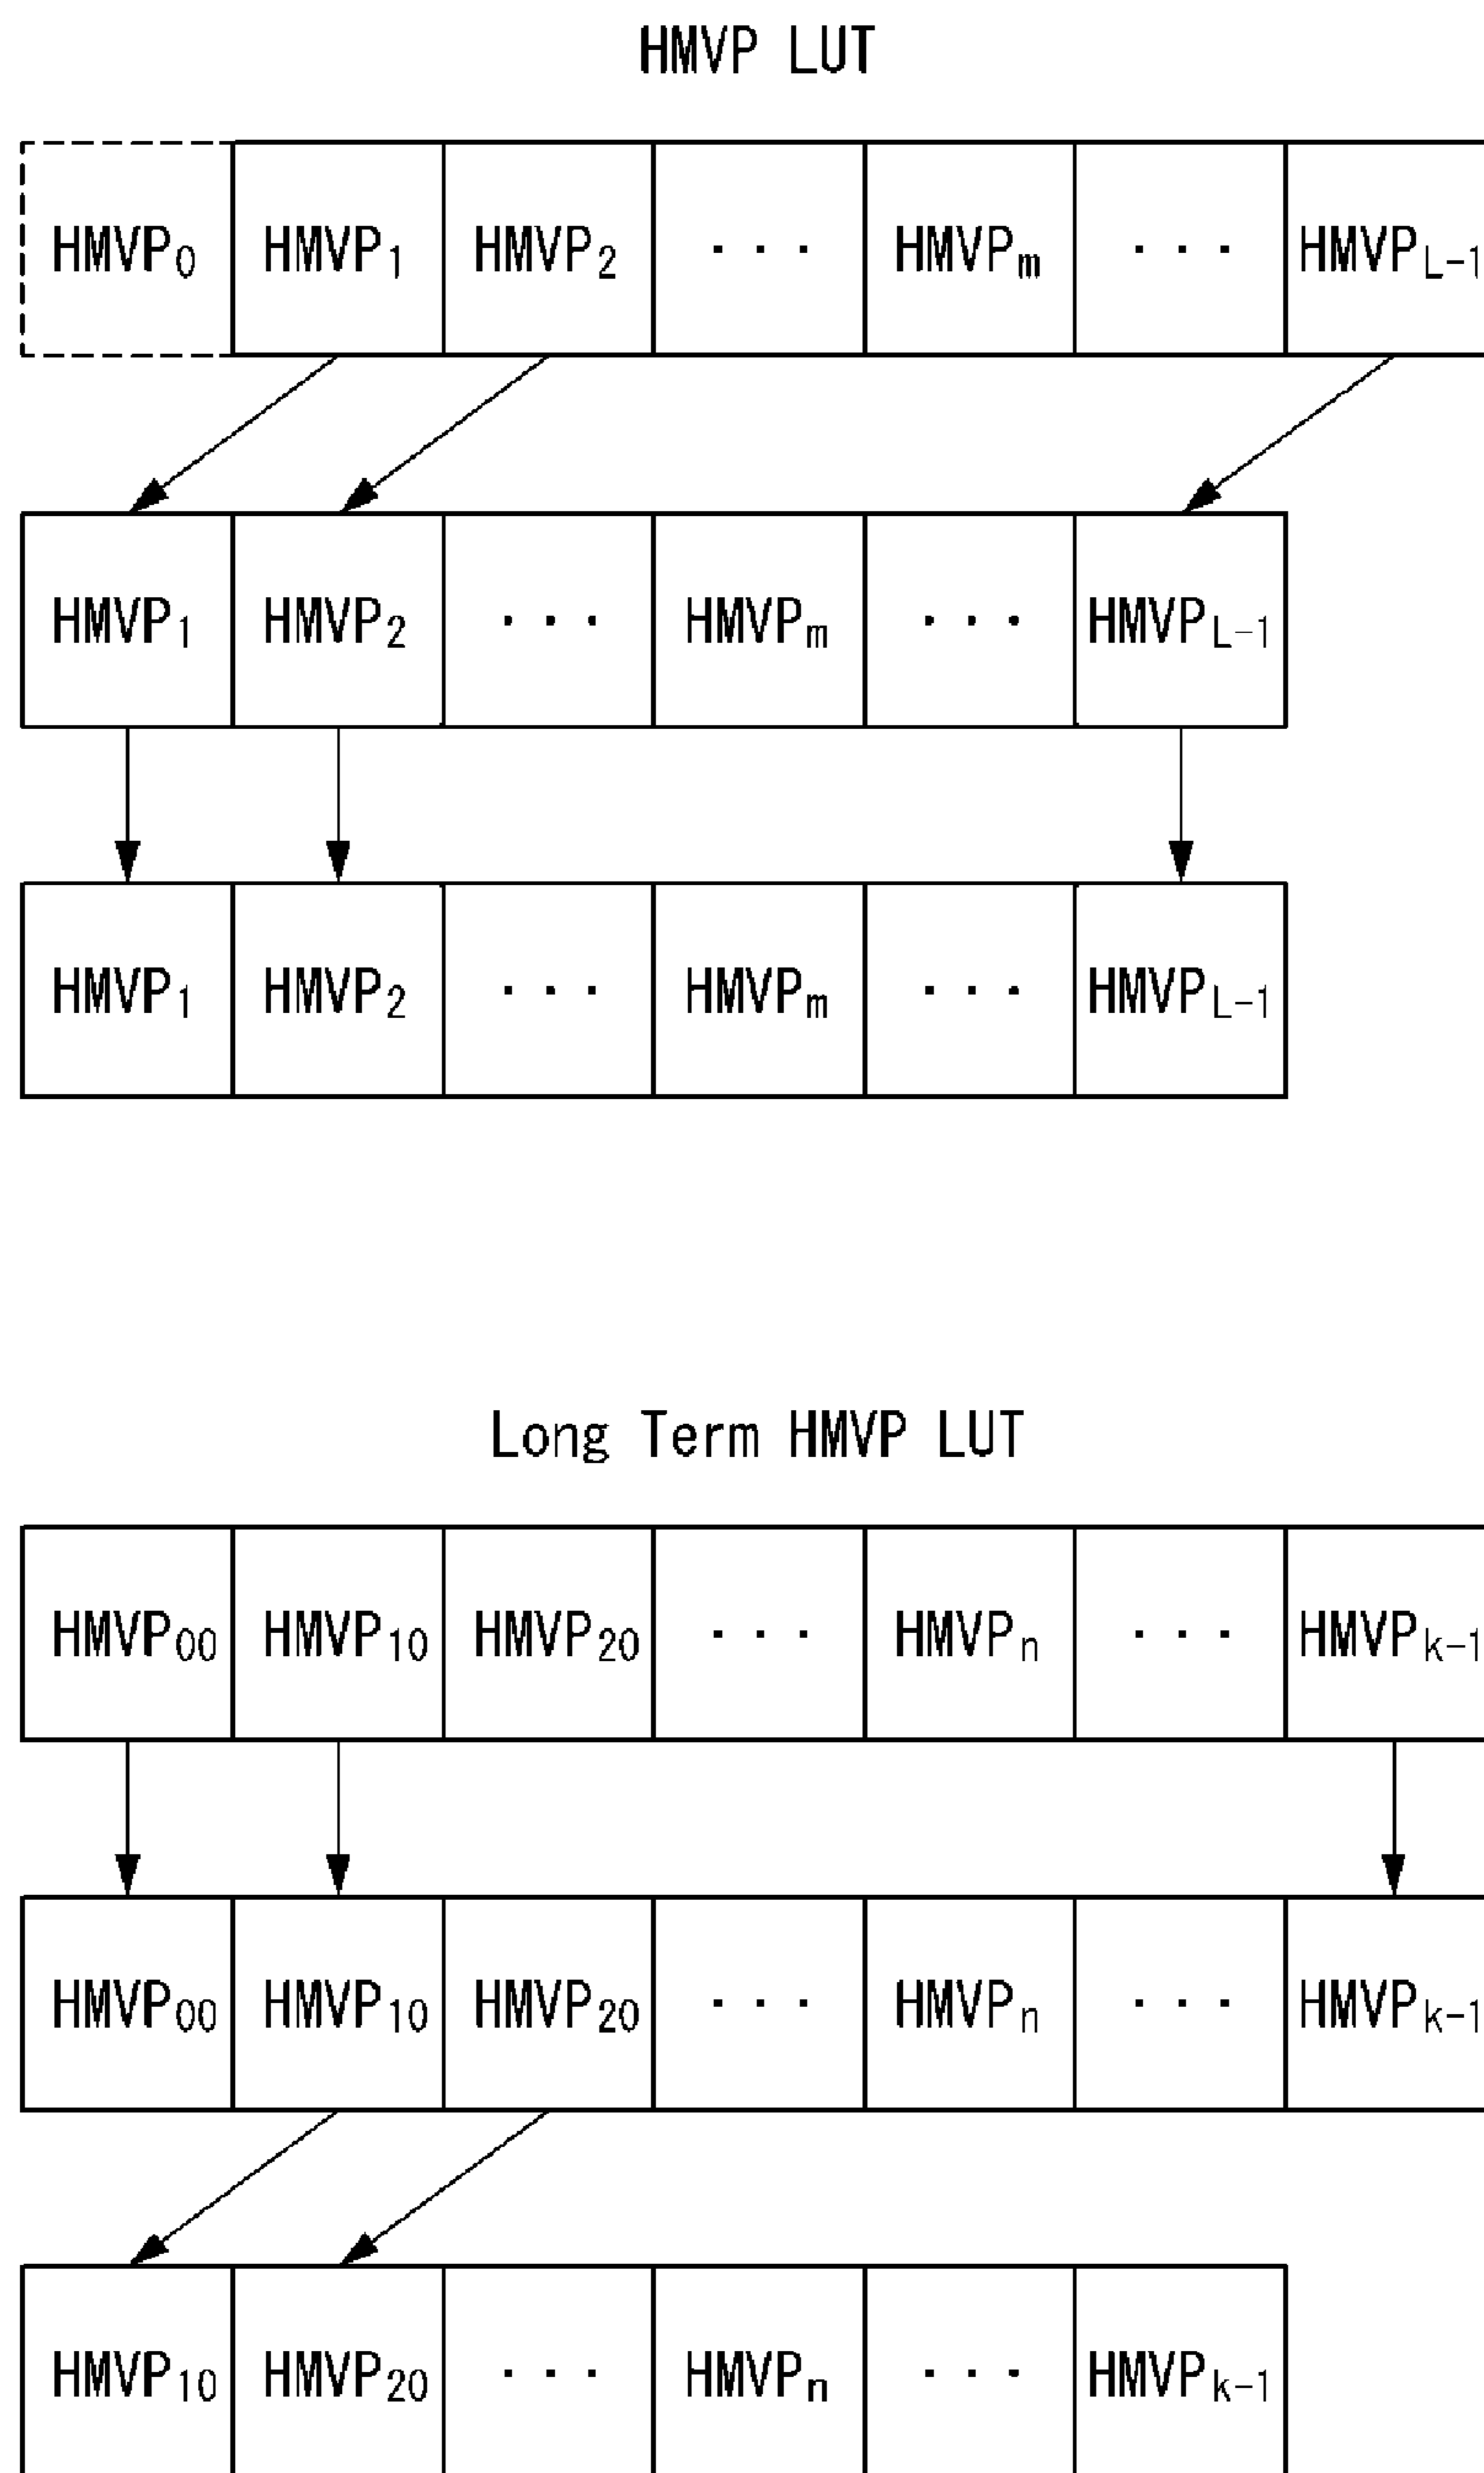 HMVP LUT
HMVP0 HMVP1 HMVP2 ... HMVPm ... HMVPL-1
HMVP1 HMVP2 ... HMVPm ... HMVPL-1
HMVP1 HMVP2 ... HMVPm ... HMVPL-1
Long Term HMVP LUT
HMVP00 HMVP10 HMVP20 ... HMVPn ... HMVPk-1
HMVP00 HMVP10 HMVP20 ... HMVPn ... HMVPk-1
HMVP10 HMVP20 ... HMVPn ... HMVPk-1